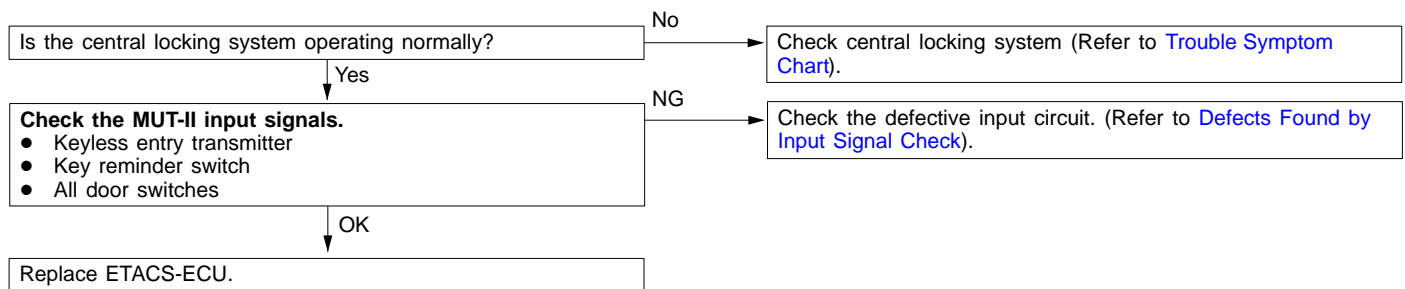 Is the central locking system operating normally?
No
Check central locking system (Refer to Trouble Symptom
Chart).
Yes
Check the MUT-II input signals.
● Keyless entry transmitter
● Key reminder switch
● All door switches
NG
Check the defective input circuit. (Refer to Defects Found by
Input Signal Check).
OK
Replace ETACS-ECU.